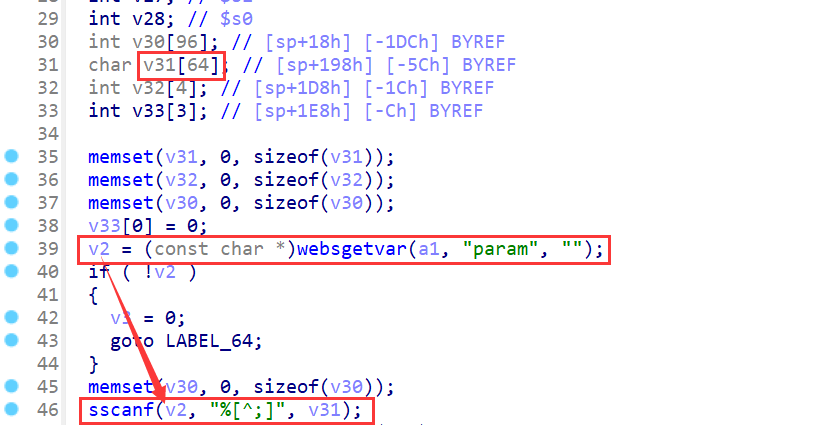 29 int v28; // $s0
30 int v30[96]; // [sp+18h] [-1DCh] BYREF
31 char v31[64]; // [sp+198h] [-5Ch] BYREF
32 int v32[4]; // [sp+1D8h] [-1Ch] BYREF
33 int v33[3]; // [sp+1E8h] [-Ch] BYREF
34
35 memset(v31, 0, sizeof(v31));
36 memset(v32, 0, sizeof(v32));
37 memset(v30, 0, sizeof(v30));
38 v33[0] = 0;
39 v2 = (const char *)websgetvar(a1, "param", "");
40 if ( !v2 )
41 {
42 v3 = 0;
43 goto LABEL_64;
44 }
45 memset(v30, 0, sizeof(v30));
46 sscanf(v2, "%[^;]", v31);